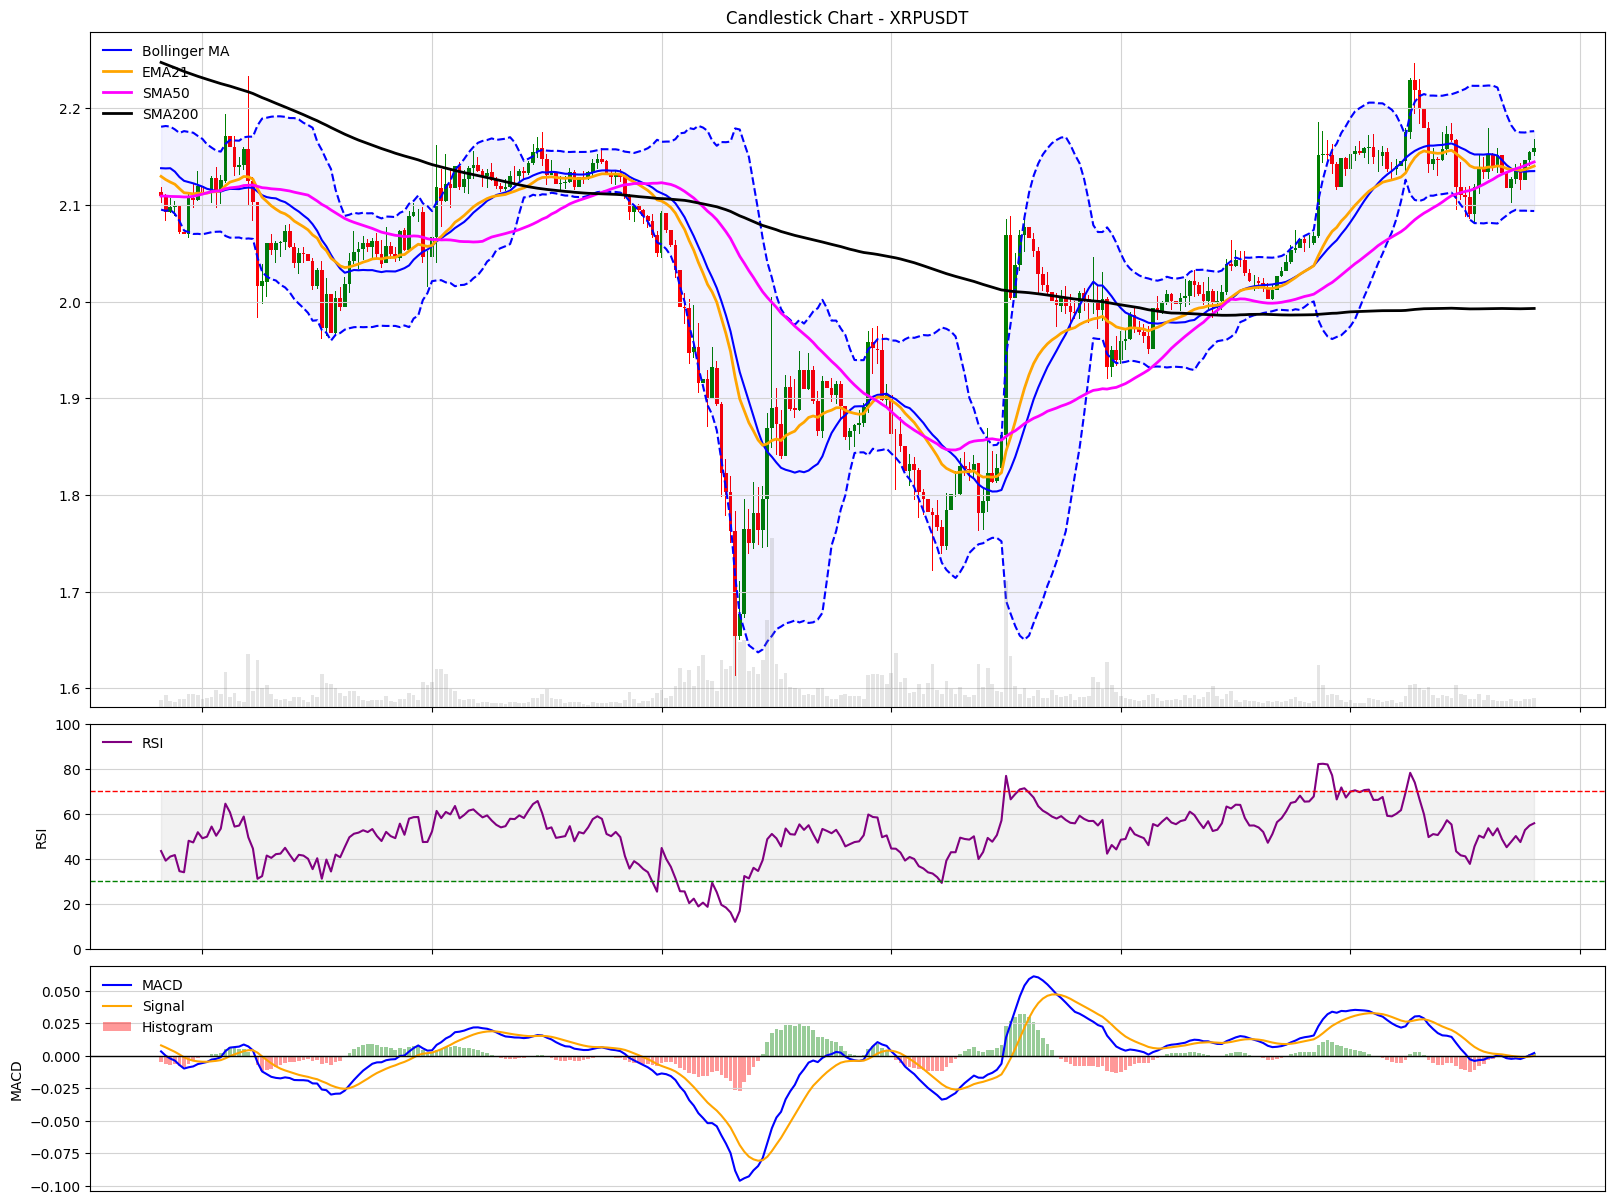 Candlestick Chart - XRPUSDT
Bollinger MA
EMA21
SMA50
SMA200
2.2
2.1
2.0
1.9
1.8
1.7
1.6
RSI
100
80
60
40
20
0
RSI
MACD
Signal
Histogram
0.050
0.025
0.000
−0.025
−0.050
−0.075
−0.100
MACD